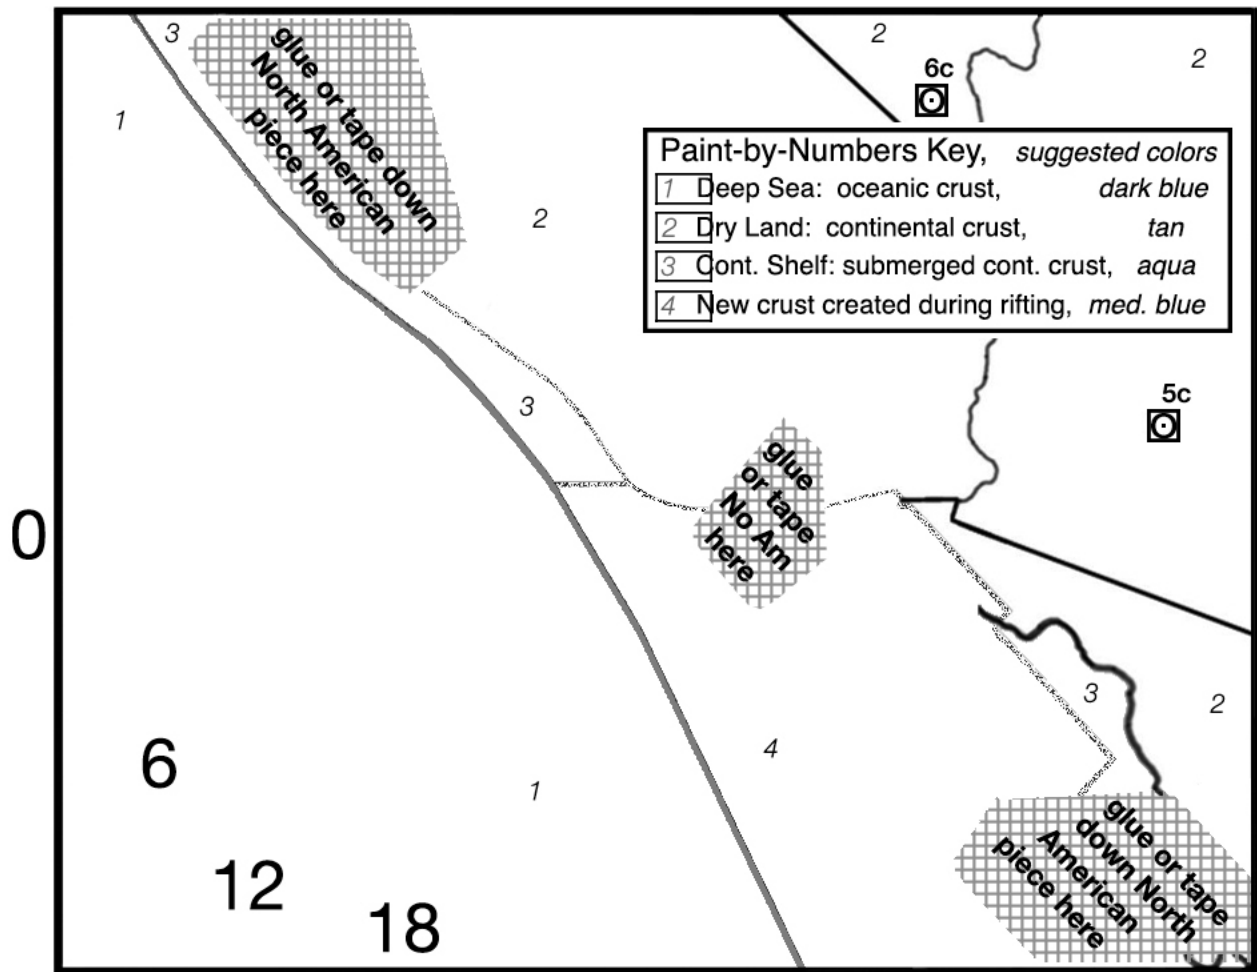 3
glue or tape down
North American
piece here
1
2
2
2
6c
Paint-by-Numbers Key, suggested colors
1 Deep Sea: oceanic crust, dark blue
2 Dry Land: continental crust, tan
3 Cont. Shelf: submerged cont. crust, aqua
4 New crust created during rifting, med. blue
3
5c
glue
or tape
No Am
here
0
3
2
4
6
1
glue or tape
down North
American
piece here
12
18